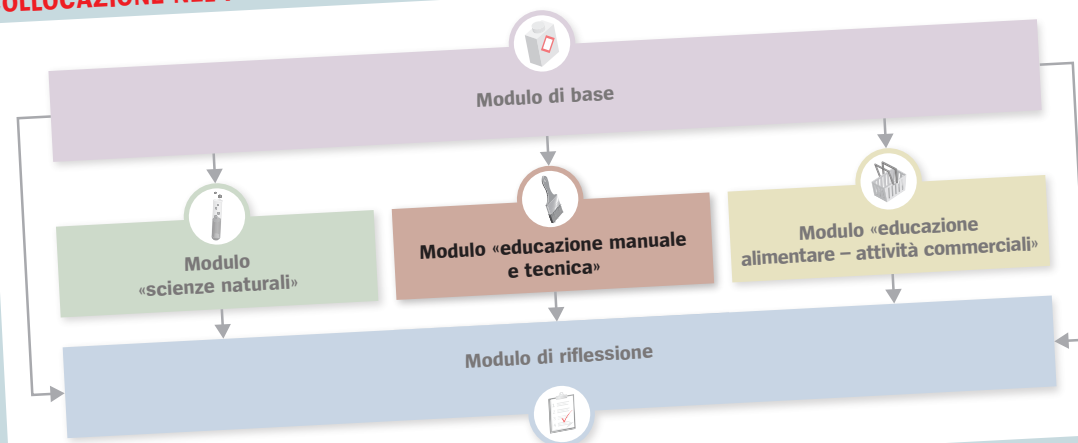 Modulo di base
Modulo
«scienze naturali»
Modulo «educazione manuale
e tecnica»
Modulo «educazione
alimentare – attività commerciali»
Modulo di riflessione